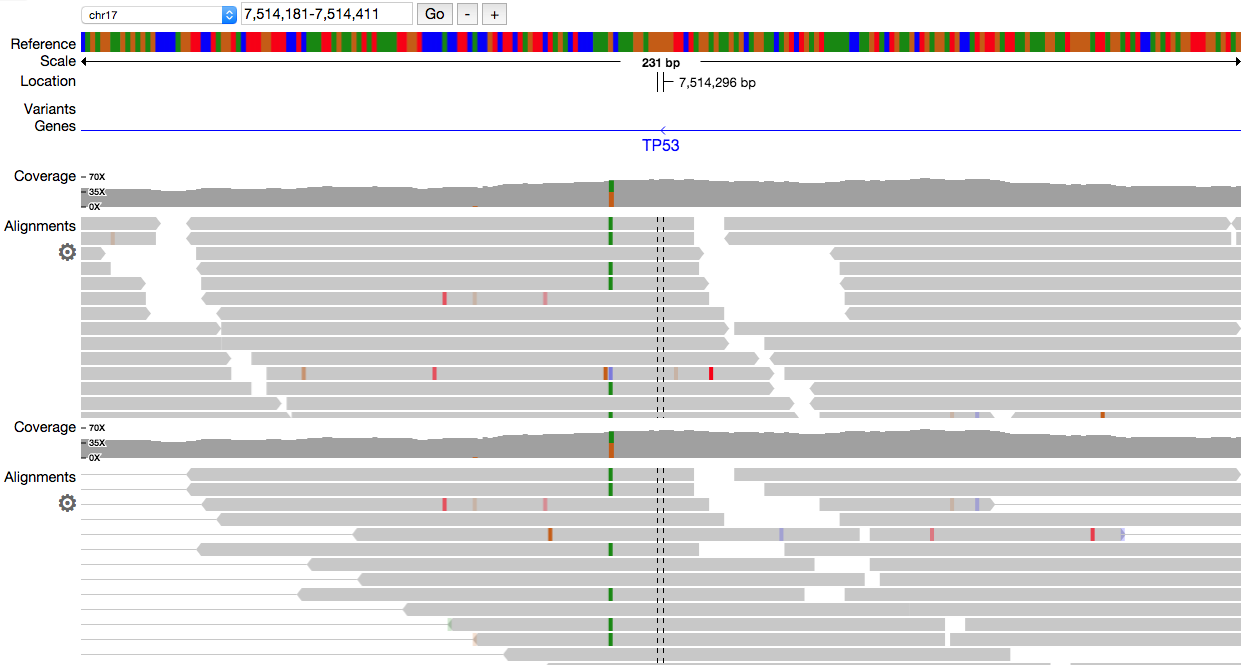 chr17 7,514,181-7,514,411 Go - +
Reference
Scale 231 bp
Location 7,514,296 bp
Variants
Genes
TP53
Coverage 70X
35X
0X
Alignments
Coverage 70X
35X
0X
Alignments